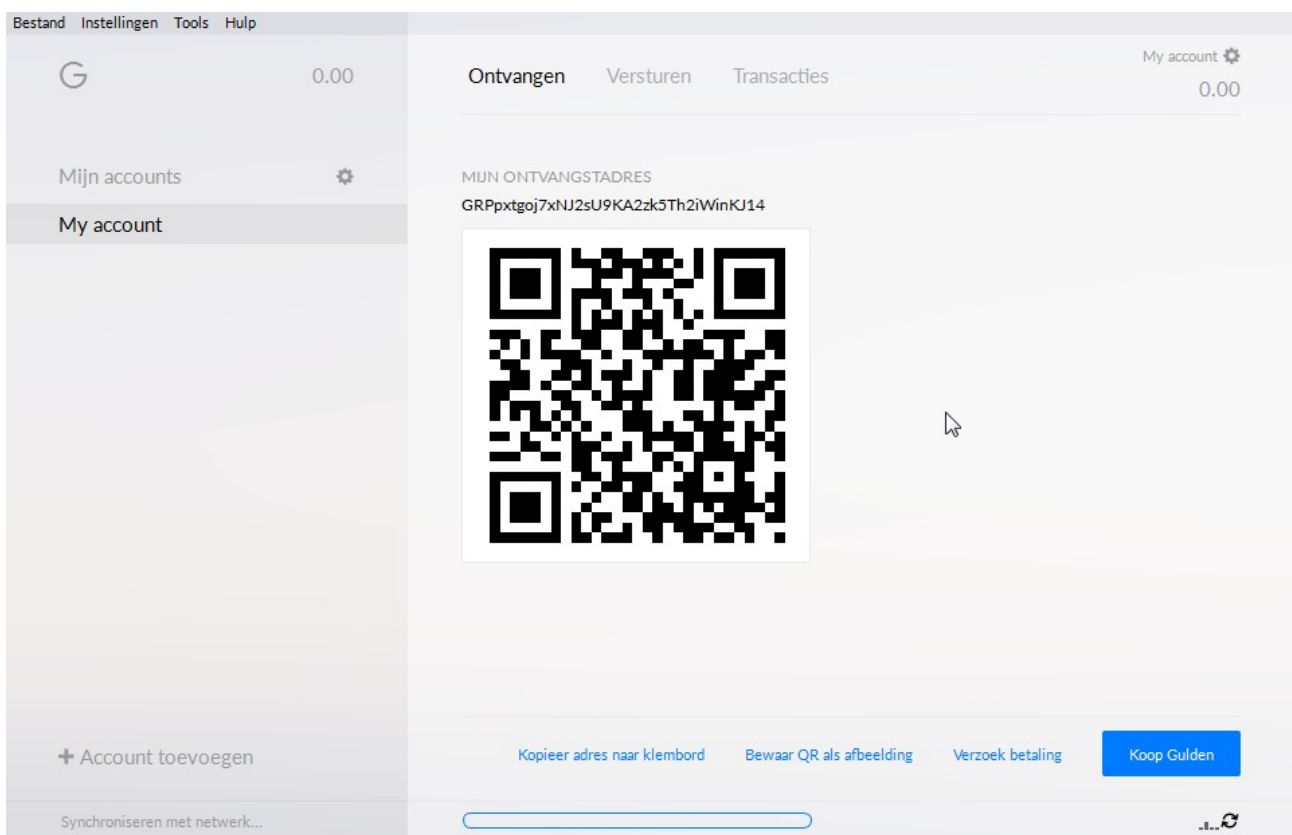 Bestand Instellingen Tools Hulp
G 0.00
Ontvangen Versturen Transacties
My account
0.00
Mijn accounts
My account
MIJN ONTVANGSTADRES
GRPpxtgoj7xNJ2sU9KA2zk5Th2iWinKJ14
Account toevoegen
Kopieer adres naar klembord Bewaar QR als afbeelding Verzoek betaling Koop Gulden
Synchroniseren met netwerk...